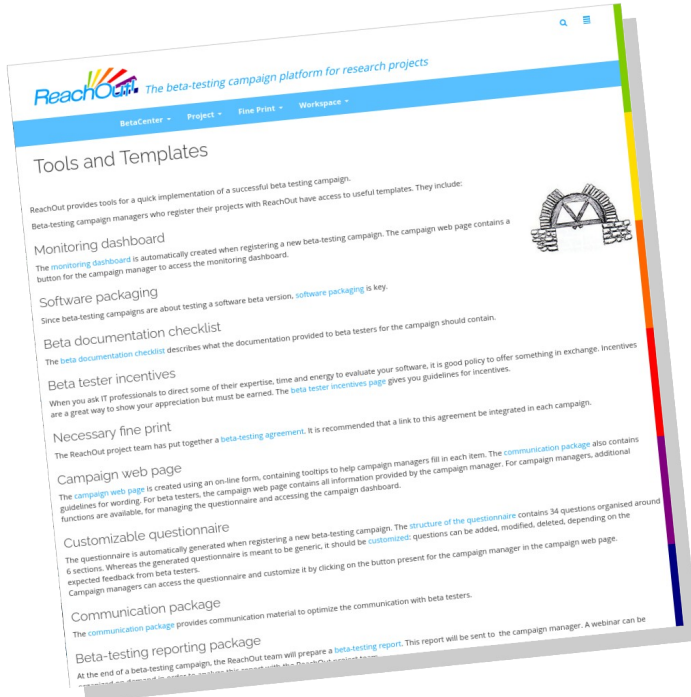 ReachOut!
The beta-testing campaign platform for research projects
BetaCenter Project Fine Print Workspace
Tools and Templates
ReachOut provides tools for a quick implementation of a successful beta testing campaign.
Beta-testing campaign managers who register their projects with ReachOut have access to useful templates. They include:
Monitoring dashboard
The monitoring dashboard is automatically created when registering a new beta-testing campaign. The campaign web page contains a
button for the campaign manager to access the monitoring dashboard.
Software packaging
Since beta-testing campaigns are about testing a software beta version, software packaging is key.
Beta documentation checklist
The beta documentation checklist describes what the documentation provided to beta testers for the campaign should contain.
Beta tester incentives
When you ask IT professionals to direct some of their expertise, time and energy to evaluate your software, it is good policy to offer something in exchange. Incentives
are a great way to show your appreciation but must be earned. The beta tester incentives page gives you guidelines for incentives.
Necessary fine print
The ReachOut project team has put together a beta-testing agreement. It is recommended that a link to this agreement be integrated in each campaign.
Campaign web page
The campaign web page is created using an on-line form, containing tooltips to help campaign managers fill in each item. The communication package also contains
guidelines for wording. For beta testers, the campaign web page contains all information provided by the campaign manager. For campaign managers, additional
functions are available, for managing the questionnaire and accessing the campaign dashboard.
Customizable questionnaire
The questionnaire is automatically generated when registering a new beta-testing campaign. The structure of the questionnaire contains 34 questions organised around
6 sections. Whereas the generated questionnaire is meant to be generic, it should be customized: questions can be added, modified, deleted, depending on the
expected feedback from beta testers.
Campaign managers can access the questionnaire and customize it by clicking on the button present for the campaign manager in the campaign web page.
Communication package
The communication package provides communication material to optimize the communication with beta testers.
Beta-testing reporting package
At the end of a beta-testing campaign, the ReachOut team will prepare a beta-testing report. This report will be sent to the campaign manager. A webinar can be